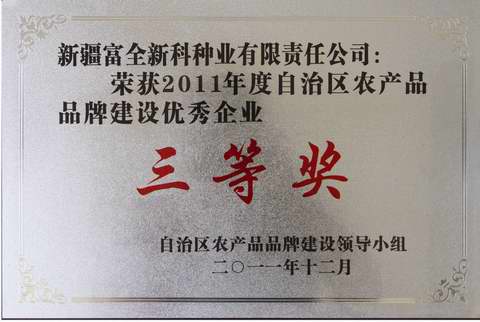 新疆富全新科种业有限责任公司:
荣获2011年度自治区农产品
品牌建设优秀企业
三等奖
自治区农产品品牌建设领导小组
二〇一一年十二月